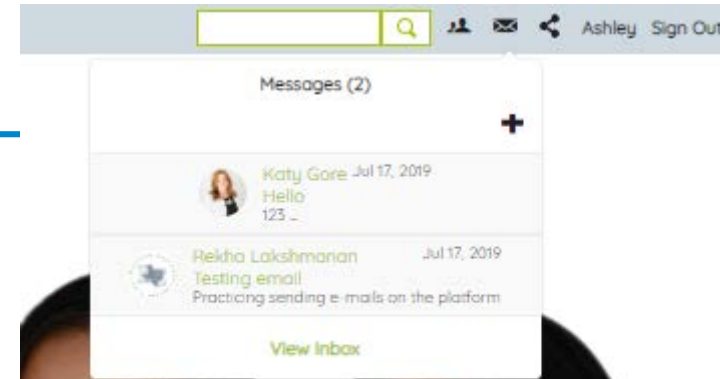 Ashley Sign Out
Messages (2)
Katy Gore Jul 17, 2019
Hello
123 ...
Rekha Lakshmanan Jul 17, 2019
Testing email
Practicing sending e-mails on the platform
View Inbox